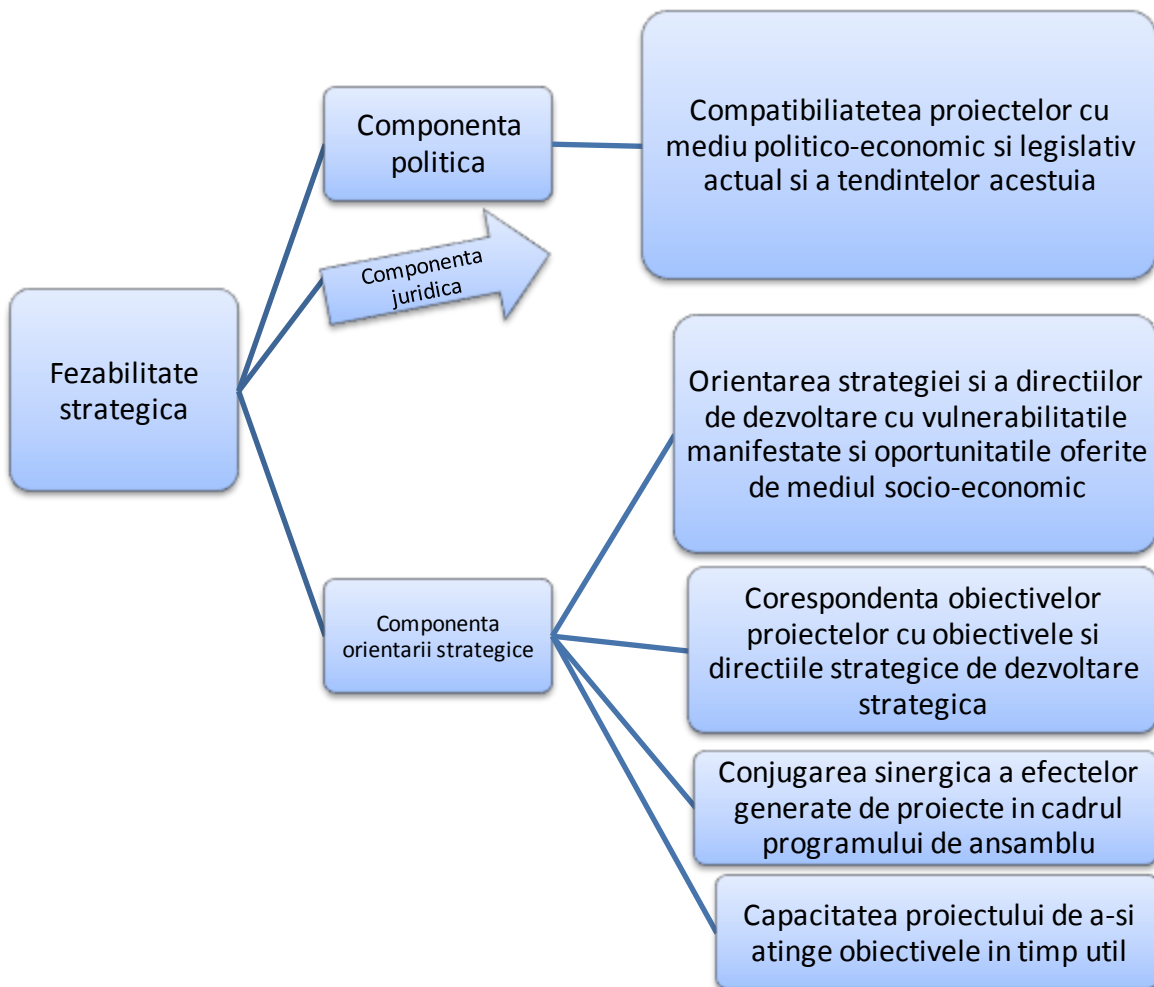 Fezabilitate
strategica
Componenta
politica
Compatibiliatetea proiectelor cu
mediu politico-economic si legislativ
actual si a tendintelor acestuia
Componenta
juridica
Componenta
orientarii strategice
Orientarea strategiei si a directiilor
de dezvoltare cu vulnerabilitatile
manifestate si oportunitatile oferite
de mediul socio-economic
Corespondenta obiectivelor
proiectelor cu obiectivele si
directiile strategice de dezvoltare
strategica
Conjugarea sinergica a efectelor
generate de proiecte in cadrul
programului de ansamblu
Capacitatea proiectului de a-si
atinge obiectivele in timp util